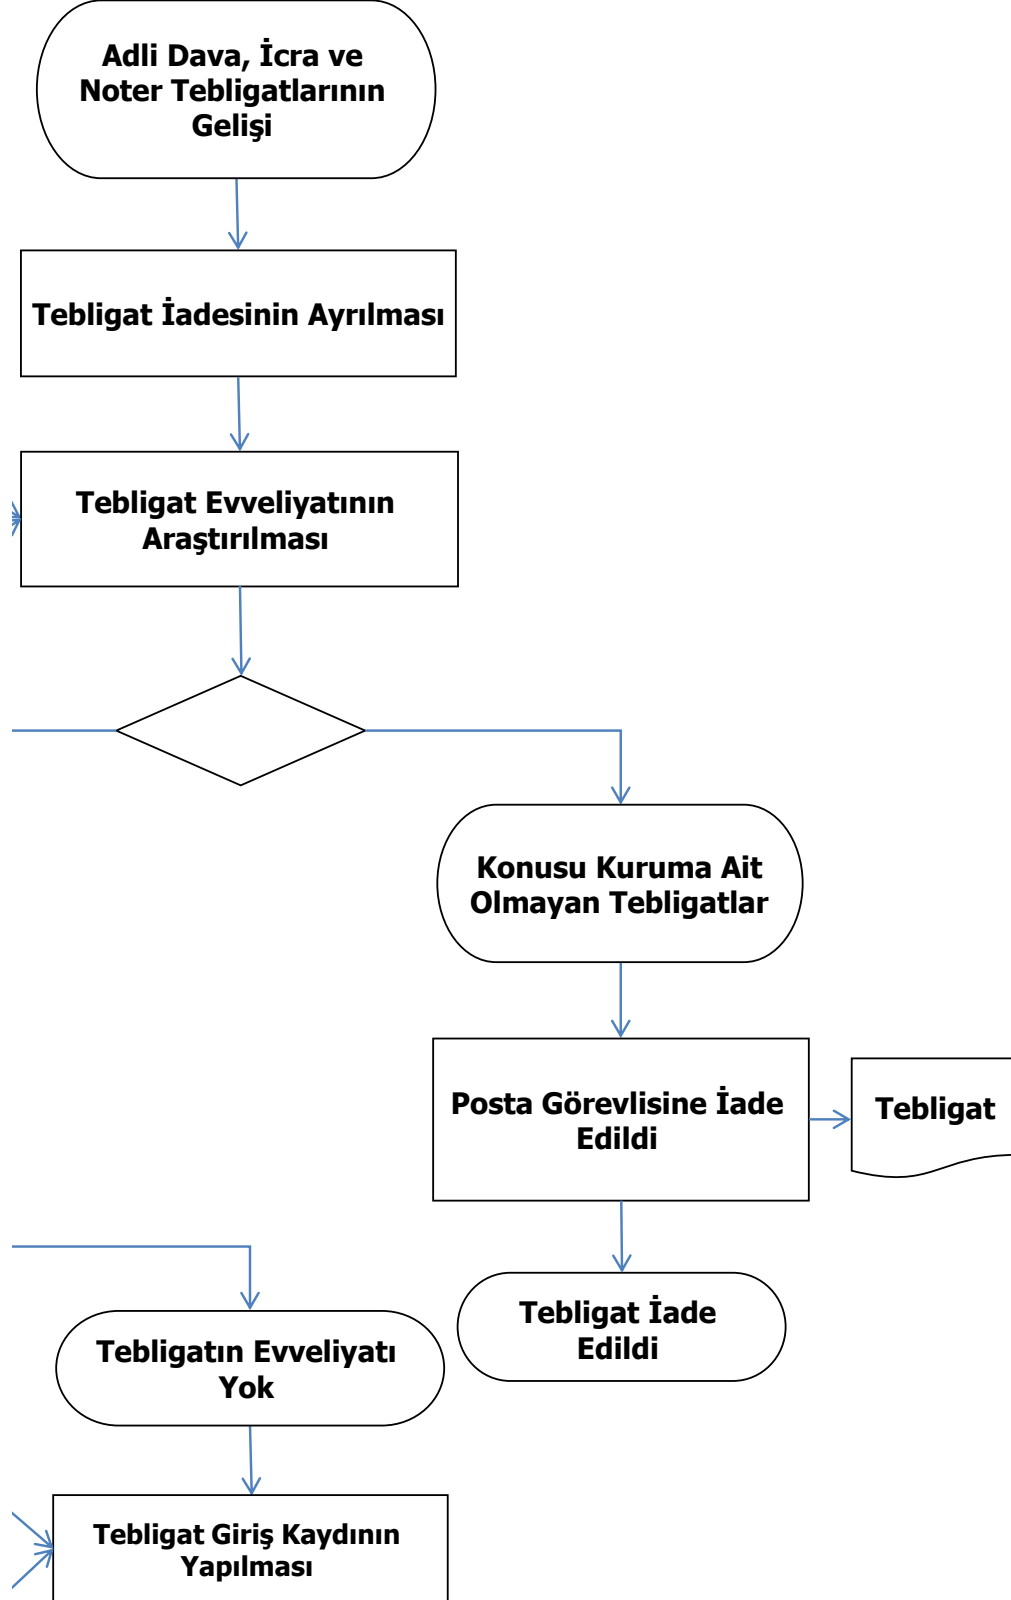 Adli Dava, İcra ve
Noter Tebligatlarının
Gelişi
Tebligat İadesinin Ayrılması
Tebligat Evveliyatının
Araştırılması
Konusu Kuruma Ait
Olmayan Tebligatlar
Posta Görevlisine İade
Edildi
Tebligat
Tebligat İade
Edildi
Tebligatın Evveliyatı
Yok
Tebligat Giriş Kaydının
Yapılması